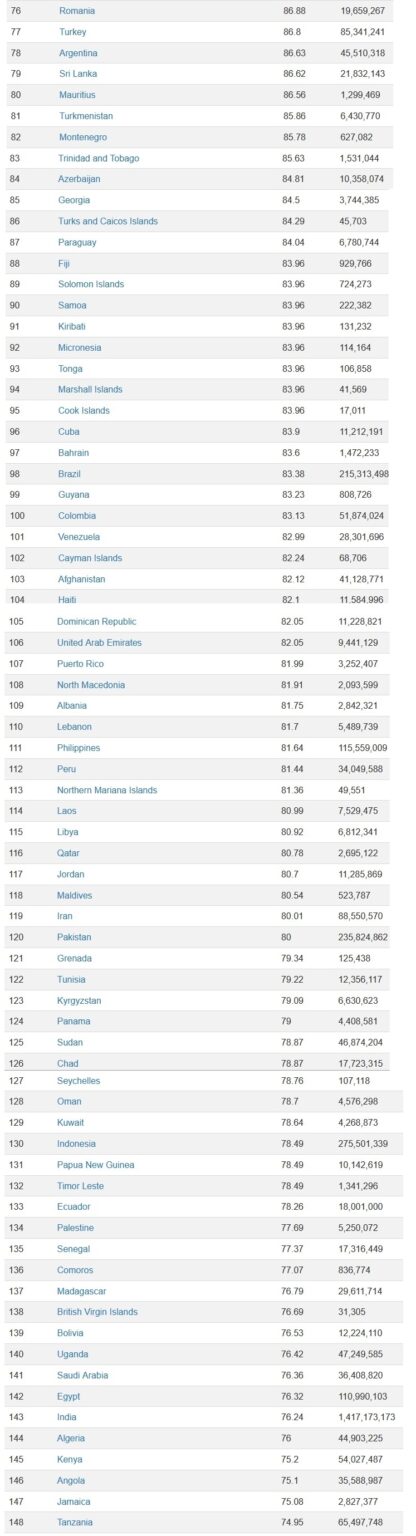 76 Romania 86.88 19,659,267
77 Turkey 86.8 85,341,241
78 Argentina 86.63 45,510,318
79 Sri Lanka 86.62 21,832,143
80 Mauritius 86.56 1,299,469
81 Turkmenistan 85.86 6,430,770
82 Montenegro 85.78 627,082
83 Trinidad and Tobago 85.63 1,531,044
84 Azerbaijan 84.81 10,358,074
85 Georgia 84.5 3,744,385
86 Turks and Caicos Islands 84.29 45,703
87 Paraguay 84.04 6,780,744
88 Fiji 83.96 929,766
89 Solomon Islands 83.96 724,273
90 Samoa 83.96 222,382
91 Kiribati 83.96 131,232
92 Micronesia 83.96 114,164
93 Tonga 83.96 106,858
94 Marshall Islands 83.96 41,569
95 Cook Islands 83.96 17,011
96 Cuba 83.9 11,212,191
97 Bahrain 83.6 1,472,233
98 Brazil 83.38 215,313,498
99 Guyana 83.23 808,726
100 Colombia 83.13 51,874,024
101 Venezuela 82.99 28,301,696
102 Cayman Islands 82.24 68,706
103 Afghanistan 82.12 41,128,771
104 Haiti 82.1 11,584,996
105 Dominican Republic 82.05 11,228,821
106 United Arab Emirates 82.05 9,441,129
107 Puerto Rico 81.99 3,252,407
108 North Macedonia 81.91 2,093,599
109 Albania 81.75 2,842,321
110 Lebanon 81.7 5,489,739
111 Philippines 81.64 115,559,009
112 Peru 81.44 34,049,588
113 Northern Mariana Islands 81.36 49,551
114 Laos 80.99 7,529,475
115 Libya 80.92 6,812,341
116 Qatar 80.78 2,695,122
117 Jordan 80.7 11,285,869
118 Maldives 80.54 523,787
119 Iran 80.01 88,550,570
120 Pakistan 80 235,824,862
121 Grenada 79.34 125,438
122 Tunisia 79.22 12,356,117
123 Kyrgyzstan 79.09 6,630,623
124 Panama 79 4,408,581
125 Sudan 78.87 46,874,204
126 Chad 78.87 17,723,315
127 Seychelles 78.76 107,118
128 Oman 78.7 4,576,298
129 Kuwait 78.64 4,268,873
130 Indonesia 78.49 275,501,339
131 Papua New Guinea 78.49 10,142,619
132 Timor Leste 78.49 1,341,296
133 Ecuador 78.26 18,001,000
134 Palestine 77.69 5,250,072
135 Senegal 77.37 17,316,449
136 Comoros 77.07 836,774
137 Madagascar 76.79 29,611,714
138 British Virgin Islands 76.69 31,305
139 Bolivia 76.53 12,224,110
140 Uganda 76.42 47,249,585
141 Saudi Arabia 76.36 36,408,820
142 Egypt 76.32 110,990,103
143 India 76.24 1,417,173,173
144 Algeria 76 44,903,225
145 Kenya 75.2 54,027,487
146 Angola 75.1 35,588,987
147 Jamaica 75.08 2,827,377
148 Tanzania 74.95 65,497,748